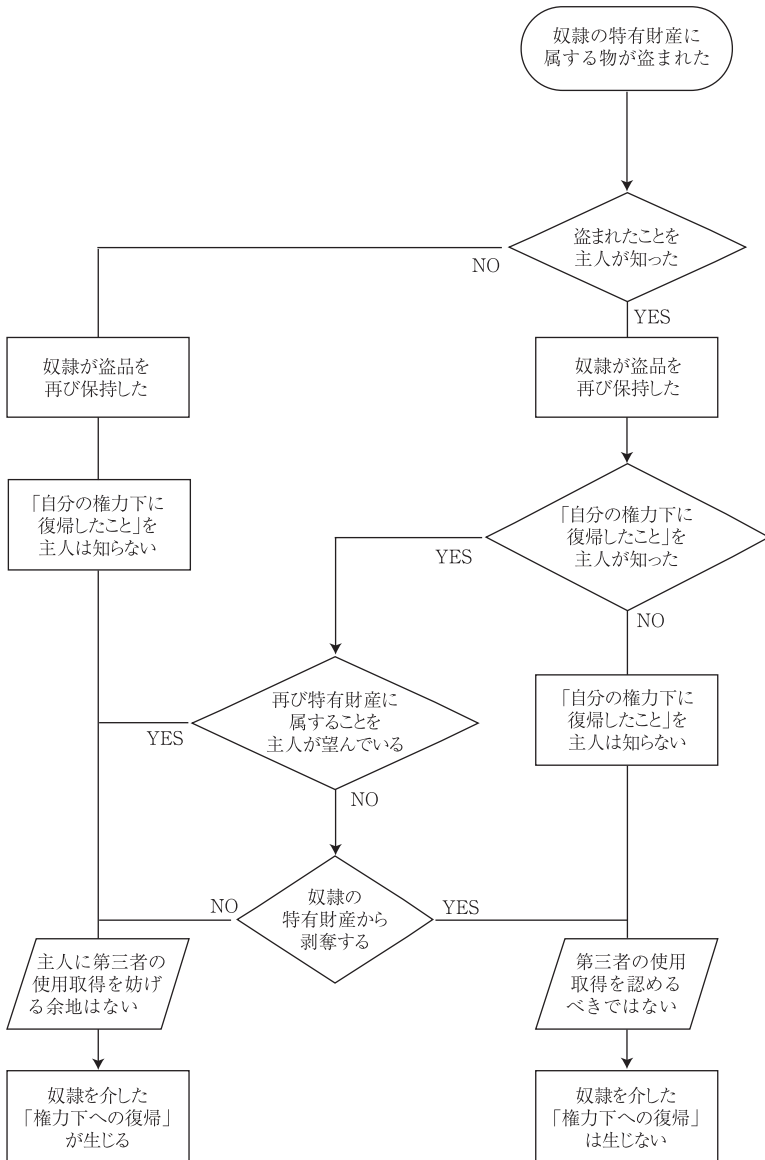 奴隷の特有財産に
属する物が盗まれた
盗まれたことを
主人が知った
NO
YES
奴隷が盗品を
再び保持した
奴隷が盗品を
再び保持した
「自分の権力下に
復帰したこと」を
主人は知らない
「自分の権力下に
復帰したこと」を
主人が知った
YES
NO
再び特有財産に
属することを
主人が望んでいる
YES
NO
「自分の権力下に
復帰したこと」を
主人は知らない
奴隷の
特有財産から
剥奪する
NO
YES
主人に第三者の
使用取得を妨げ
る余地はない
第三者の使用
取得を認める
べきではない
奴隷を介した
「権力下への復帰」
が生じる
奴隷を介した
「権力下への復帰」
は生じない